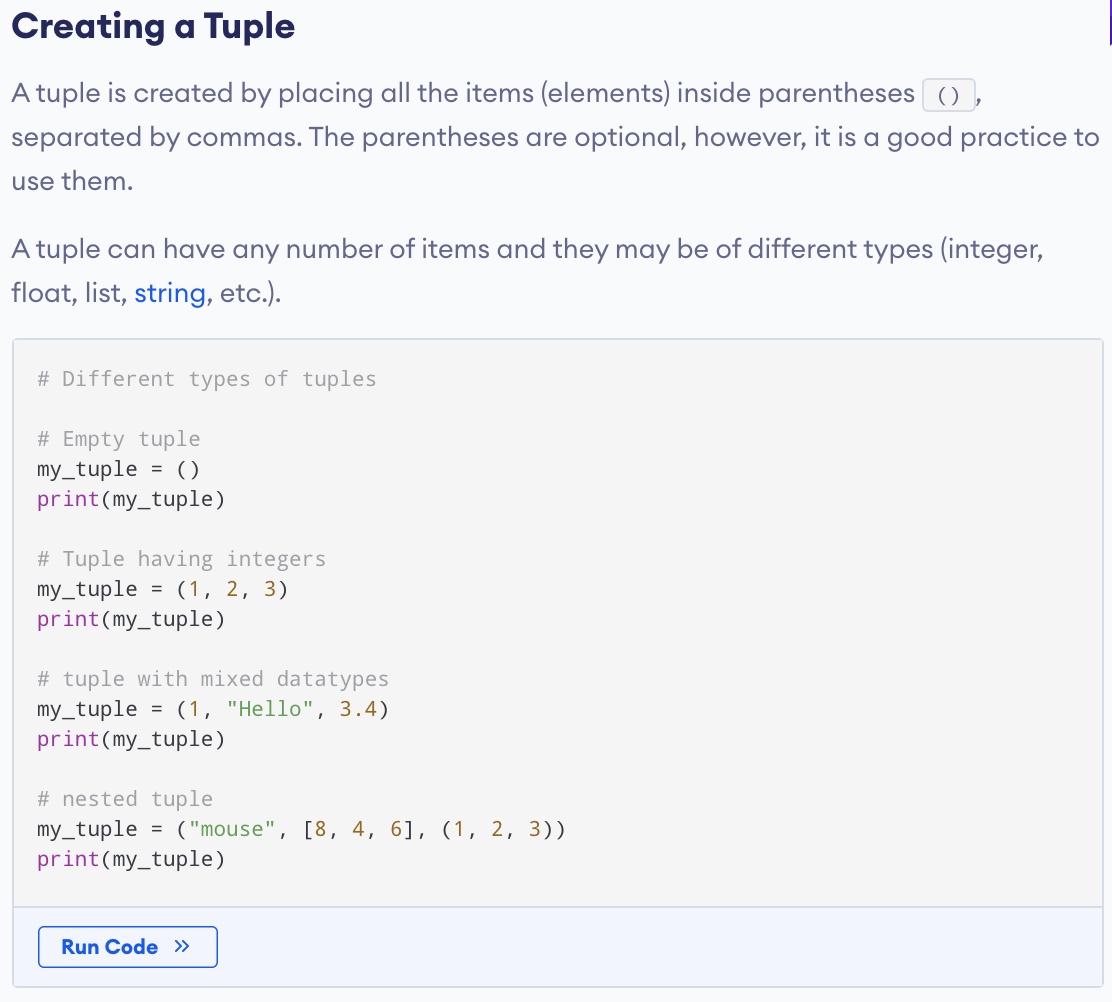 Creating a Tuple
A tuple is created by placing all the items (elements) inside parentheses (),
separated by commas. The parentheses are optional, however, it is a good practice to
use them.
A tuple can have any number of items and they may be of different types (integer,
float, list, string, etc.).
# Different types of tuples
# Empty tuple
my_tuple = ()
print(my_tuple)
# Tuple having integers
my_tuple = (1, 2, 3)
print(my_tuple)
# tuple with mixed datatypes
my_tuple = (1, "Hello", 3.4)
print(my_tuple)
# nested tuple
my_tuple = ("mouse", [8, 4, 6], (1, 2, 3))
print(my_tuple)
Run Code »